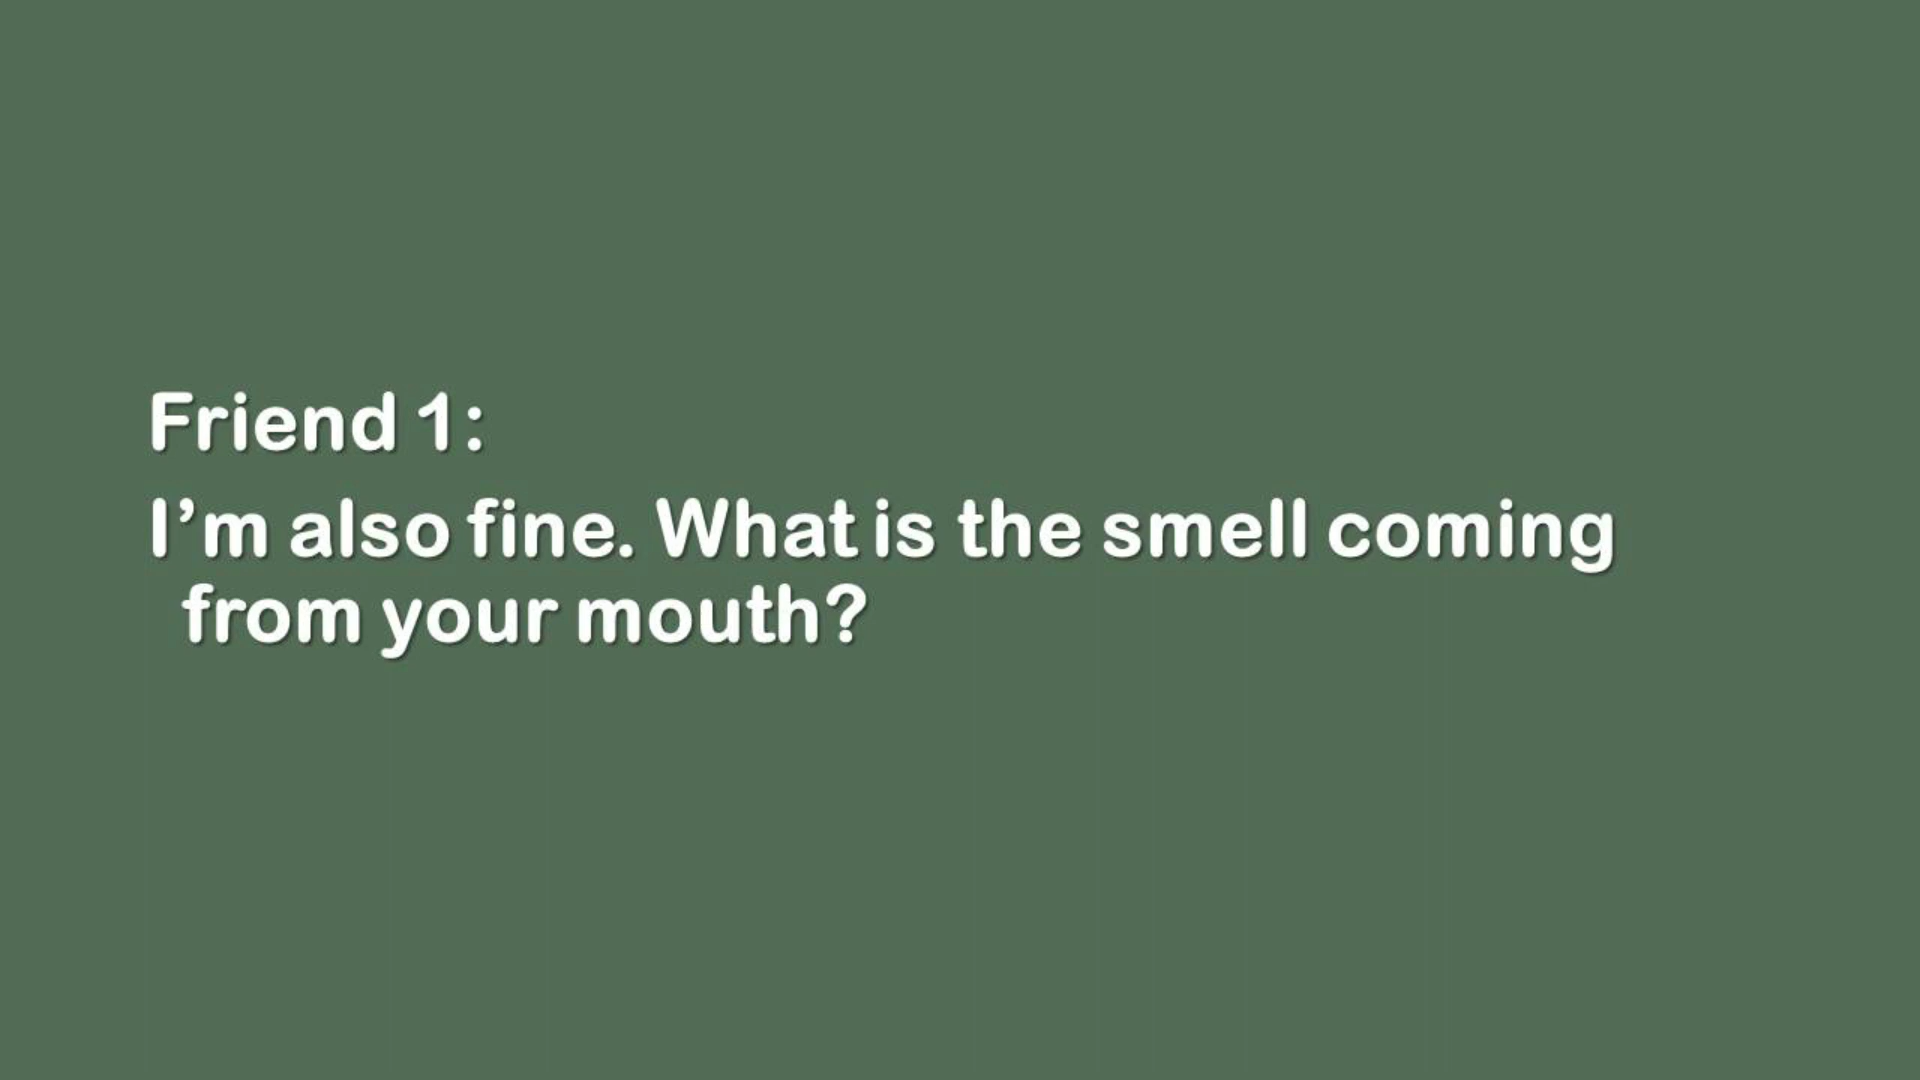 Friend 1:
I’m also fine. What is the smell coming
from your mouth?